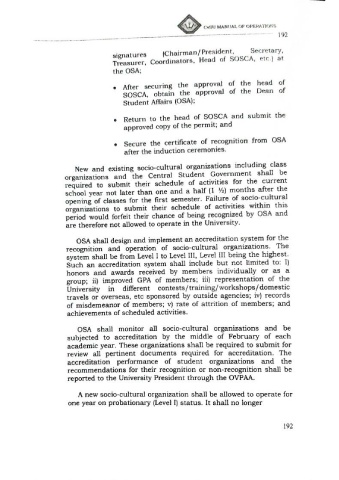 CvSU MANUAL OF OPERATIONS
192
signatures (Chairman/President, Secretary,
Treasurer, Coordinators, Head of SOSCA, etc.) at
the OSA;
• After securing the approval of the head of
SOSCA, obtain the approval of the Dean of
Student Affairs (OSA);
• Return to the head of SOSCA and submit the
approved copy of the permit; and
• Secure the certificate of recognition from OSA
after the induction ceremonies.
New and existing socio-cultural organizations including class
organizations and the Central Student Government shall be
required to submit their schedule of activities for the current
school year not later than one and a half (1 ½) months after the
opening of classes for the first semester. Failure of socio-cultural
organizations to submit their schedule of activities within this
period would forfeit their chance of being recognized by OSA and
are therefore not allowed to operate in the University.
OSA shall design and implement an accreditation system for the
recognition and operation of socio-cultural organizations. The
system shall be from Level I to Level III, Level III being the highest.
Such an accreditation system shall include but not limited to: i)
honors and awards received by members individually or as a
group; ii) improved GPA of members; iii) representation of the
University in different contests/training/workshops/domestic
travels or overseas, etc sponsored by outside agencies; iv) records
of misdemeanor of members; v) rate of attrition of members; and
achievements of scheduled activities.
OSA shall monitor all socio-cultural organizations and be
subjected to accreditation by the middle of February of each
academic year. These organizations shall be required to submit for
review all pertinent documents required for accreditation. The
accreditation performance of student organizations and the
recommendations for their recognition or non-recognition shall be
reported to the University President through the OVPAA.
A new socio-cultural organization shall be allowed to operate for
one year on probationary (Level I) status. It shall no longer
192